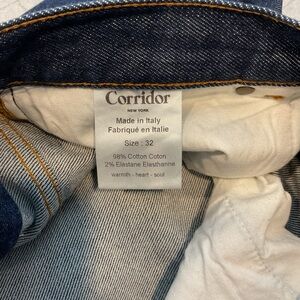 Corridor
NEW YORK
Made in Italy
Fabriqué en Italie
Size : 32
98% Cotton Coton
2% Elastane Elasthanne
warmth - heart - soul